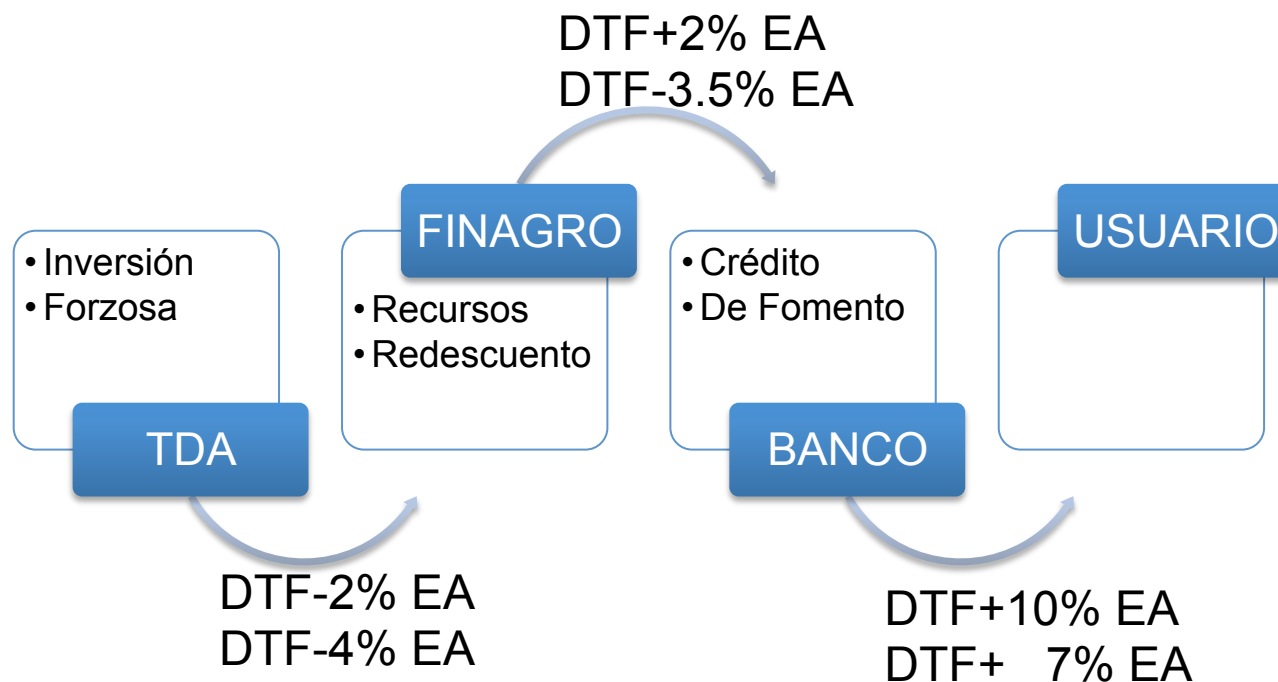 DTF+2% EA
DTF-3.5% EA
FINAGRO
USUARIO
• Inversión
• Forzosa
• Recursos
• Redescuento
• Crédito
• De Fomento
TDA
BANCO
DTF-2% EA
DTF-4% EA
DTF+10% EA
DTF+ 7% EA